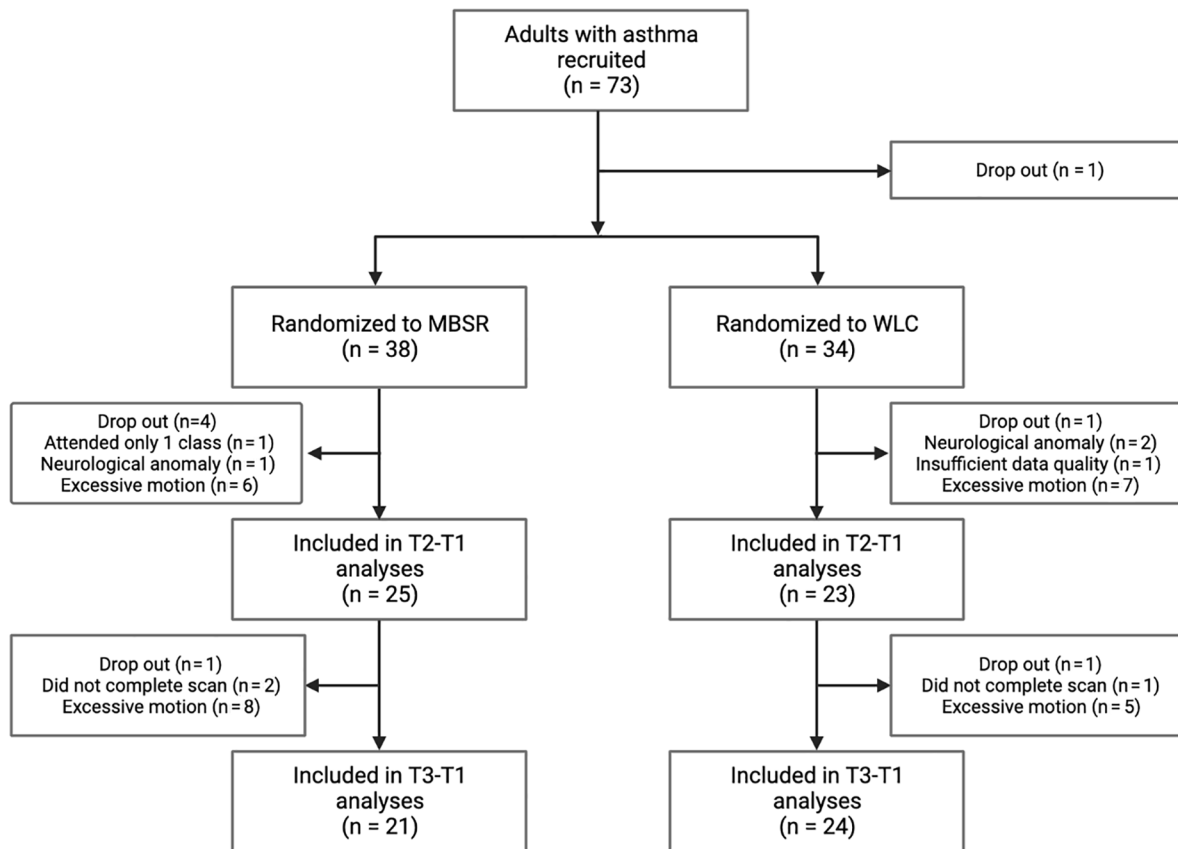 Adults with asthma
recruited
(n = 73)
Drop out (n = 1)
Randomized to MBSR
(n = 38)
Randomized to WLC
(n = 34)
Drop out (n=4)
Attended only 1 class (n = 1)
Neurological anomaly (n = 1)
Excessive motion (n = 6)
Drop out (n = 1)
Neurological anomaly (n = 2)
Insufficient data quality (n = 1)
Excessive motion (n = 7)
Included in T2-T1
analyses
(n = 25)
Included in T2-T1
analyses
(n = 23)
Drop out (n = 1)
Did not complete scan (n = 2)
Excessive motion (n = 8)
Drop out (n = 1)
Did not complete scan (n = 1)
Excessive motion (n = 5)
Included in T3-T1
analyses
(n = 21)
Included in T3-T1
analyses
(n = 24)